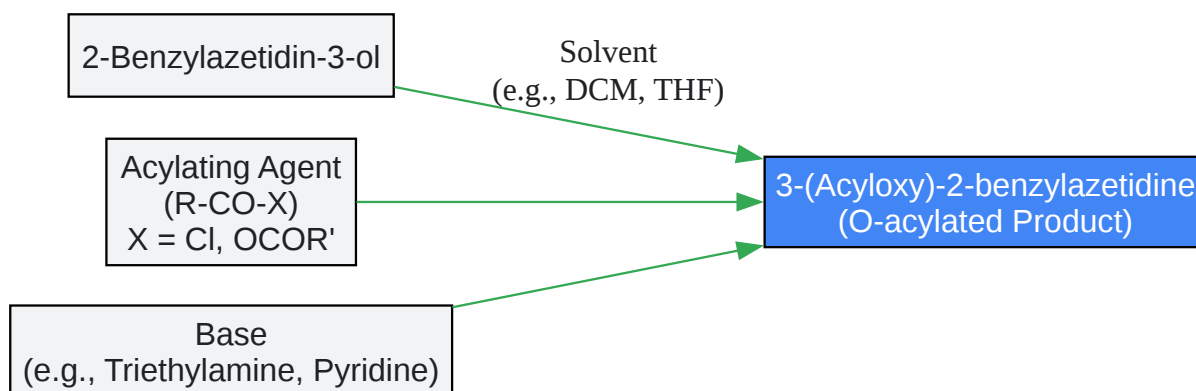 2-Benzylazetidin-3-ol
Solvent
(e.g., DCM, THF)
Acylating Agent
(R-CO-X)
X = Cl, OCOR'
3-(Acyloxy)-2-benzylazetidine
(O-acylated Product)
Base
(e.g., Triethylamine, Pyridine)